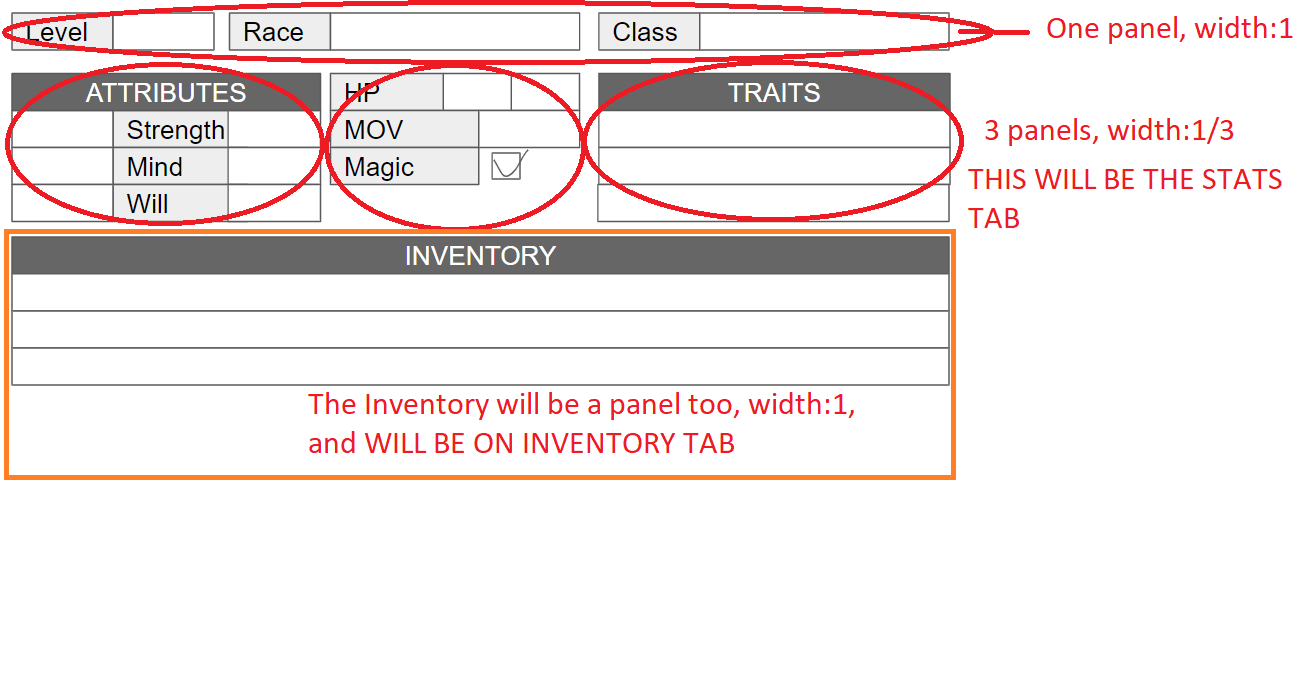 Level Race Class One panel, width:1
ATTRIBUTES HP TRAITS
Strength MOV 3 panels, width:1/3
Mind Magic THIS WILL BE THE STATS
Will TAB
INVENTORY
The Inventory will be a panel too, width:1,
and WILL BE ON INVENTORY TAB